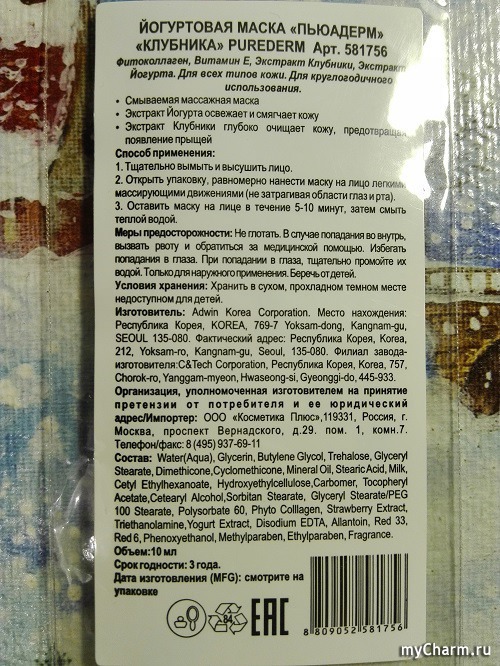 ЙОГУРТОВАЯ МАСКА «ПЬЮАДЕРМ»
«КЛУБНИКА» PUREDERM Арт. 581756
Фитоколлаген, Витамин Е, Экстракт Клубники, Экстракт
Йогурта. Для всех типов кожи. Для круглогодичного
использования.
• Смываемая массажная маска
• Экстракт Йогурта освежает и смягчает кожу
• Экстракт Клубники глубоко очищает кожу, предотвращая
появление прыщей
Способ применения:
1. Тщательно вымыть и высушить лицо.
2. Открыть упаковку, равномерно нанести маску на лицо легкими
массирующими движениями (не затрагивая области глаз и рта).
3. Оставить маску на лице в течение 5-10 минут, затем смыть
теплой водой.
Меры предосторожности: Не глотать. В случае попадания во внутрь,
вызвать рвоту и обратиться за медицинской помощью. Избегать
попадания в глаза. При попадании в глаза, тщательно промойте их
водой. Только для наружного применения. Беречь от детей.
Условия хранения: Хранить в сухом, прохладном темном месте
недоступном для детей.
Изготовитель: Adwin Korea Corporation. Место нахождения:
Республика Корея, KOREA, 769-7 Yoksam-dong, Kangnam-gu,
SEOUL 135-080. Фактический адрес: Республика Корея, Korea,
212, Yoksam-ro, Kangnam-gu, Seoul, 135-080. Филиал завода-
изготовителя:C&Tech Corporation, Республика Корея, Korea, 757,
Chorok-ro, Yanggam-myeon, Hwaseong-si, Gyeonggi-do, 445-933.
Организация, уполномоченная изготовителем на принятие
претензии от потребителя и ее юридический
адрес/Импортер: ООО «Косметика Плюс»,119331, Россия, г.
Москва, проспект Вернадского, д.29. пом. 1, комн.7.
Телефон/факс: 8 (495) 937-69-11
Состав: Water(Aqua), Glycerin, Butylene Glycol, Trehalose, Glyceryl
Stearate, Dimethicone,Cyclomethicone, Mineral Oil, Stearic Acid, Milk,
Cetyl Ethylhexanoate, Hydroxyethylcellulose,Carbomer, Tocopheryl
Acetate,Cetearyl Alcohol,Sorbitan Stearate, Glyceryl Stearate/PEG
100 Stearate, Polysorbate 60, Phyto Colllagen, Strawberry Extract,
Triethanolamine,Yogurt Extract, Disodium EDTA, Allantoin, Red 33,
Red 6, Phenoxyethanol, Methylparaben, Ethylparaben, Fragrance.
Объем:10 мл
Срок годности: 3 года.
Дата изготовления (MFG): смотрите на
упаковке
84
EAC
8 809052 581756
myCharm.ru